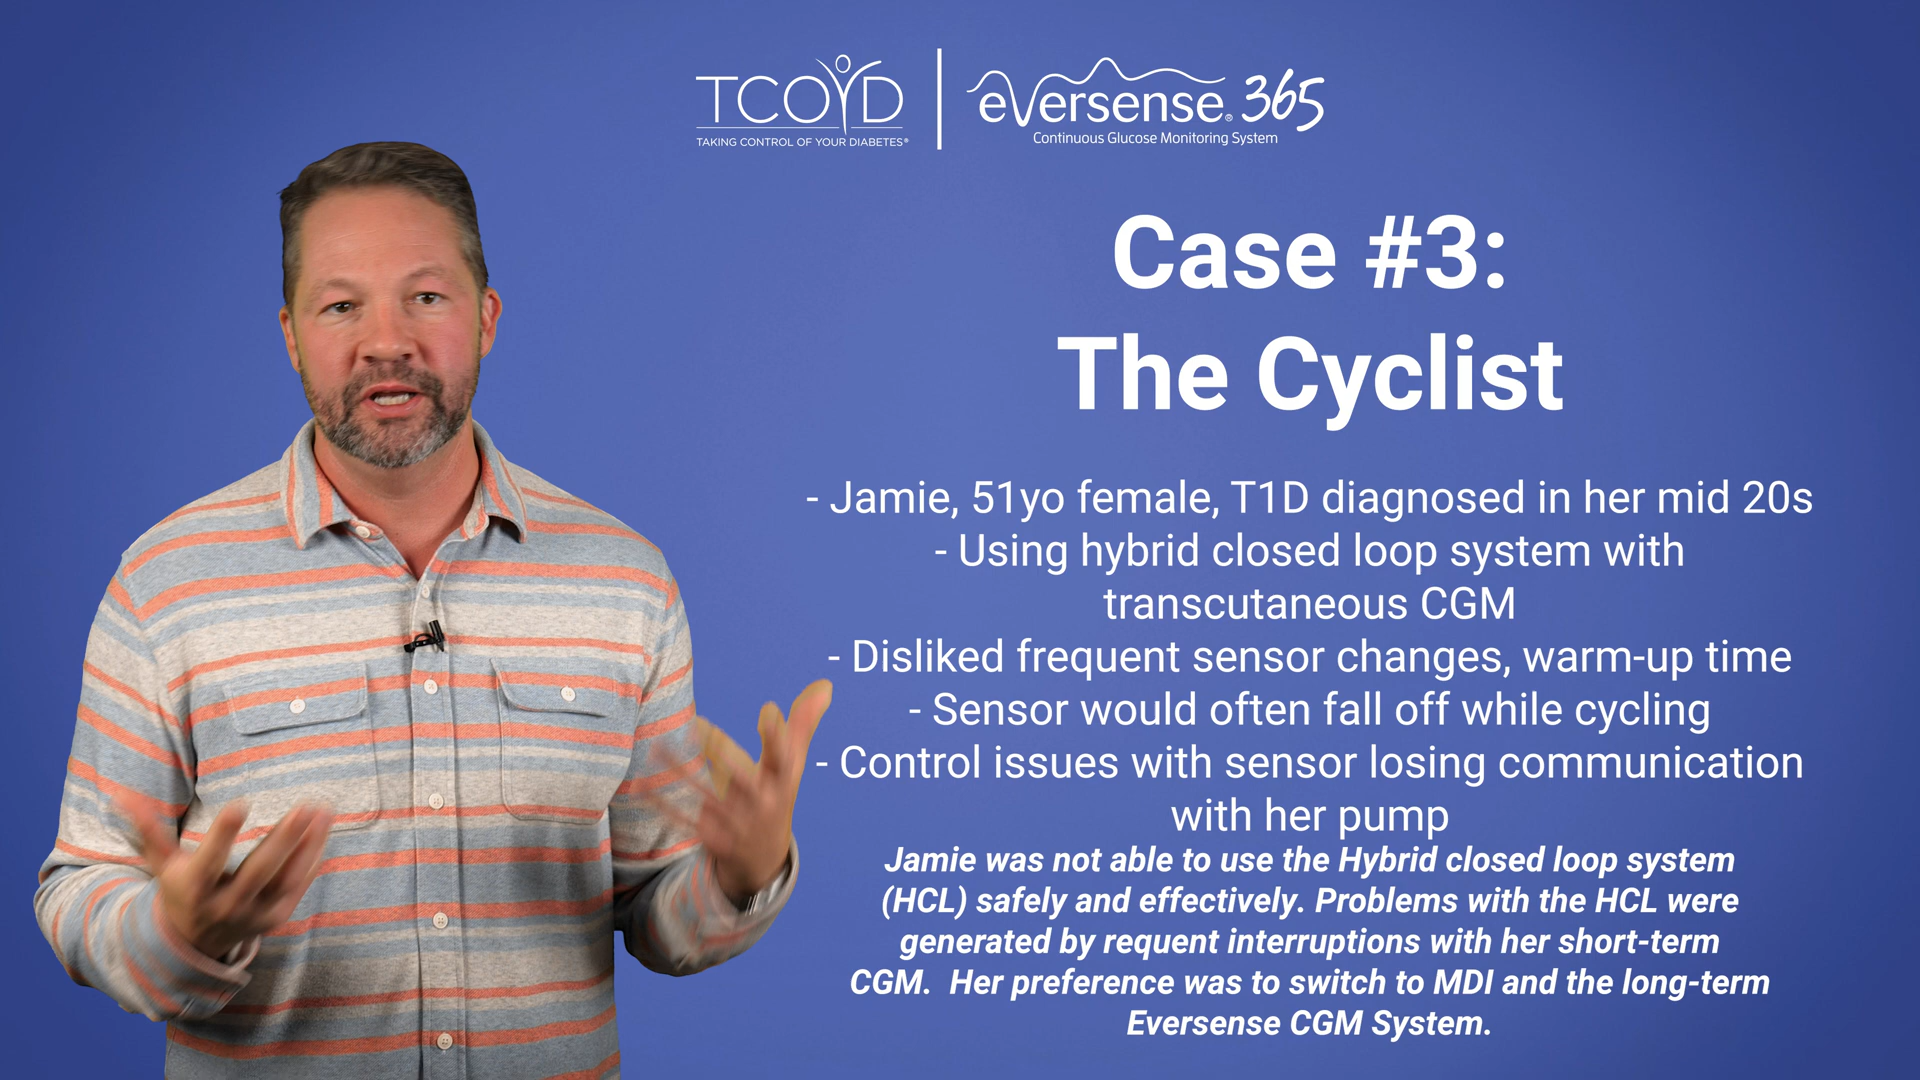 TCOYD
TAKING CONTROL OF YOUR DIABETES®
eversense® 365
Continuous Glucose Monitoring System
Case #3:
The Cyclist
- Jamie, 51yo female, T1D diagnosed in her mid 20s
- Using hybrid closed loop system with
transcutaneous CGM
- Disliked frequent sensor changes, warm-up time
- Sensor would often fall off while cycling
- Control issues with sensor losing communication
with her pump
Jamie was not able to use the Hybrid closed loop system
(HCL) safely and effectively. Problems with the HCL were
generated by requent interruptions with her short-term
CGM.  Her preference was to switch to MDI and the long-term
Eversense CGM System.